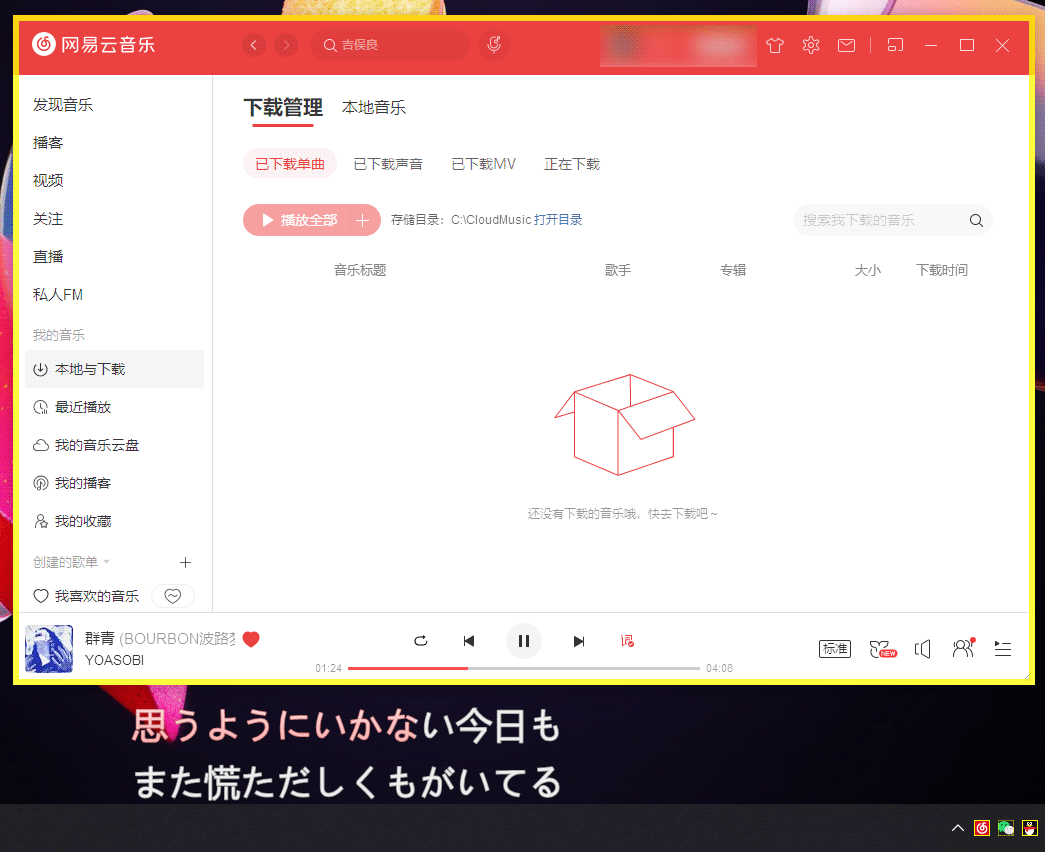 网易云音乐
吉俣良
发现音乐
播客
视频
关注
直播
私人FM
我的音乐
本地与下载
最近播放
我的音乐云盘
我的播客
我的收藏
创建的歌单
我喜欢的音乐
下载管理 本地音乐
已下载单曲 已下载声音 已下载MV 正在下载
播放全部 存储目录：C:\CloudMusic 打开目录
搜索我下载的音乐
音乐标题 歌手 专辑 大小 下载时间
还没有下载的音乐哦，快去下载吧～
群青 (BOURBON波路
YOASOBI
词
01:24 04:08
标准 NEW
思うようにいかない今日も
また慌ただしくもがいてる